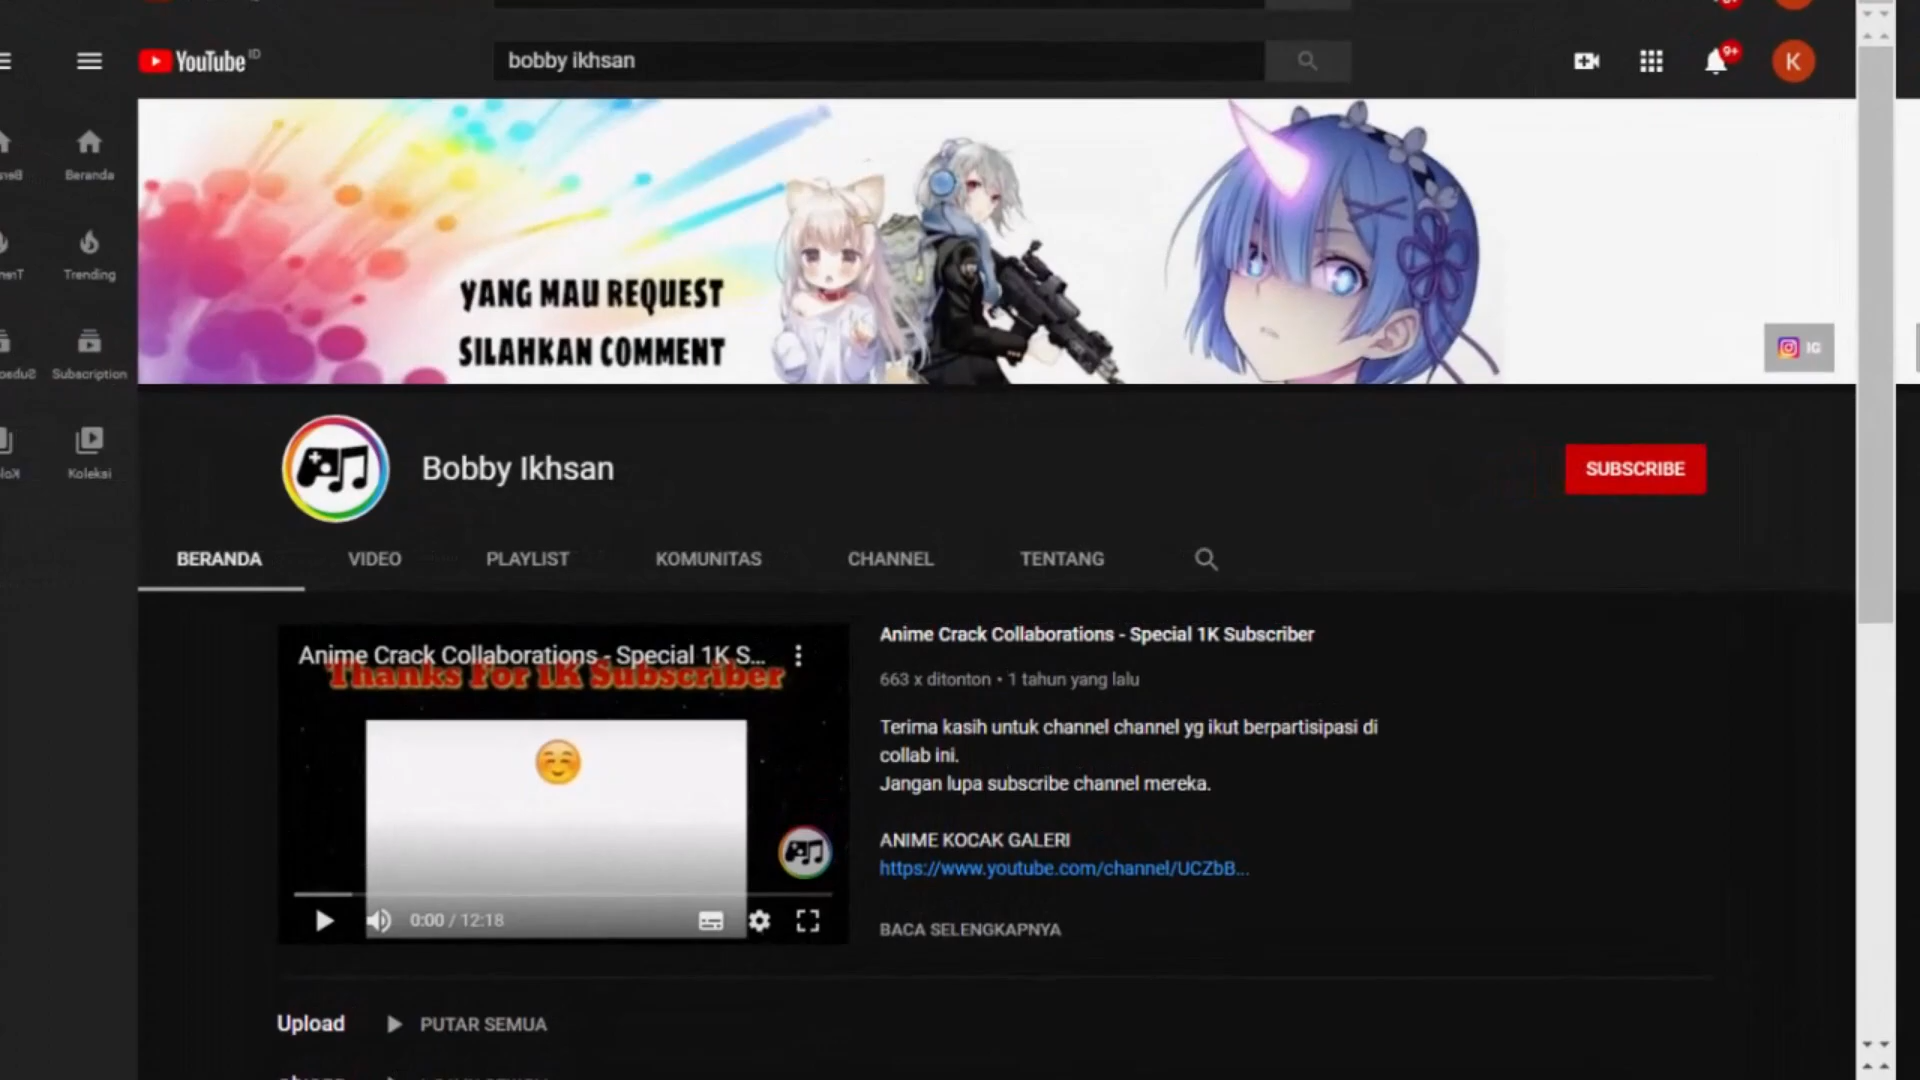 YouTube ID
bobby ikhsan
9+
K
Beranda
Trending
Subscription
Koleksi
YANG MAU REQUEST
SILAHKAN COMMENT
IG
Bobby Ikhsan
SUBSCRIBE
BERANDA VIDEO PLAYLIST KOMUNITAS CHANNEL TENTANG
Anime Crack Collaborations - Special 1K S...
Thanks For 1K Subscriber
0:00 / 12:18
Anime Crack Collaborations - Special 1K Subscriber
663 x ditonton • 1 tahun yang lalu
Terima kasih untuk channel channel yg ikut berpartisipasi di
collab ini.
Jangan lupa subscribe channel mereka.
ANIME KOCAK GALERI
https://www.youtube.com/channel/UCZbB...
BACA SELENGKAPNYA
Upload PUTAR SEMUA